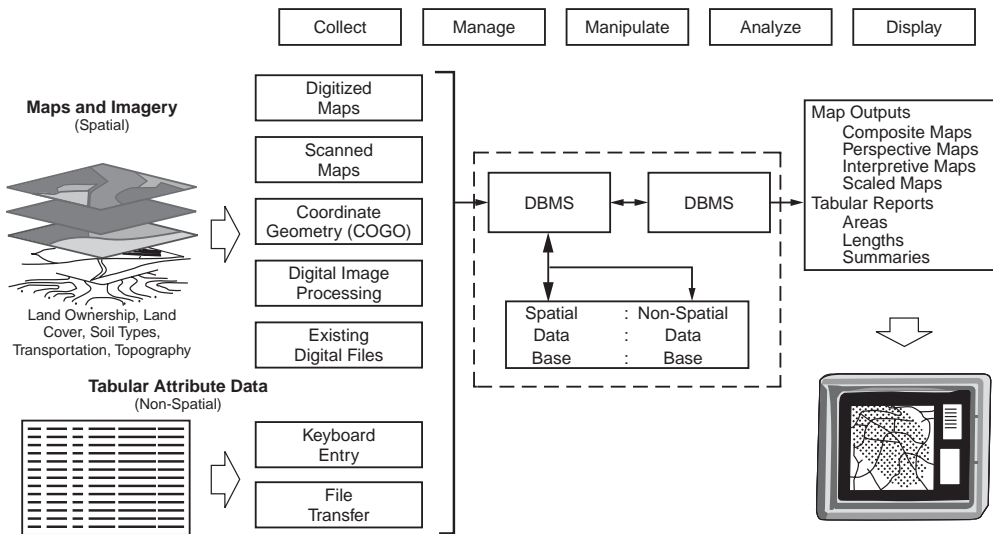 Collect
Manage
Manipulate
Analyze
Display
Maps and Imagery
(Spatial)
Land Ownership, Land
Cover, Soil Types,
Transportation, Topography
Tabular Attribute Data
(Non-Spatial)
Digitized
Maps
Scanned
Maps
Coordinate
Geometry (COGO)
Digital Image
Processing
Existing
Digital Files
Keyboard
Entry
File
Transfer
DBMS
DBMS
Spatial : Non-Spatial
Data : Data
Base : Base
Map Outputs
Composite Maps
Perspective Maps
Interpretive Maps
Scaled Maps
Tabular Reports
Areas
Lengths
Summaries